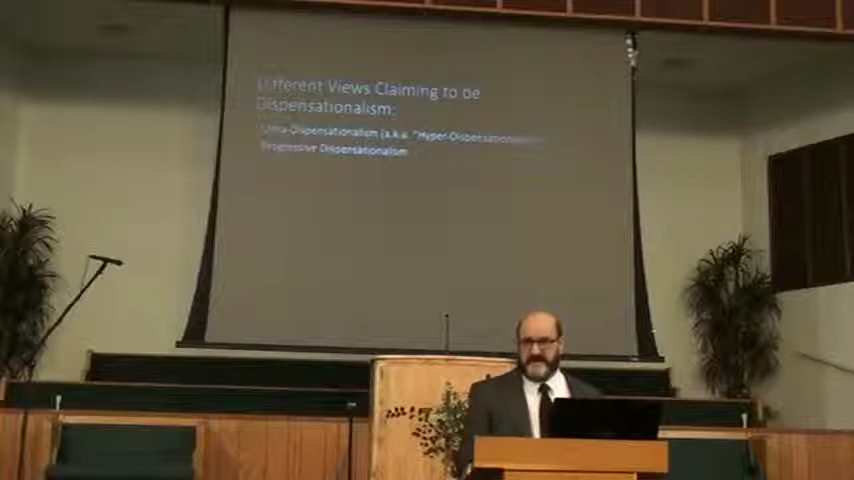 Different Views Claiming to be
Dispensationalism:
Ultra-Dispensationalism (a.k.a. "Hyper-Dispensationalism
Progressive Dispensationalism